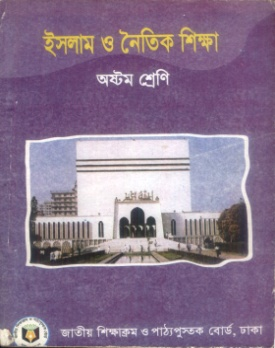 ইসলাম ও নৈতিক শিক্ষা
অষ্টম শ্রেণি
জাতীয় শিক্ষাক্রম ও পাঠ্যপুস্তক বোর্ড, ঢাকা